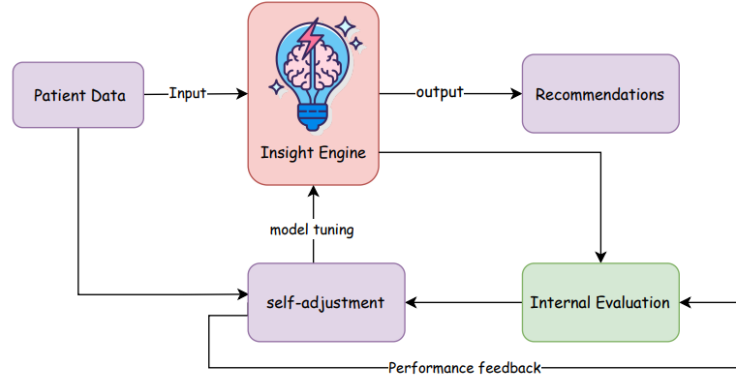 Patient Data
Input
Insight Engine
output
Recommendations
model tuning
self-adjustment
Internal Evaluation
Performance feedback